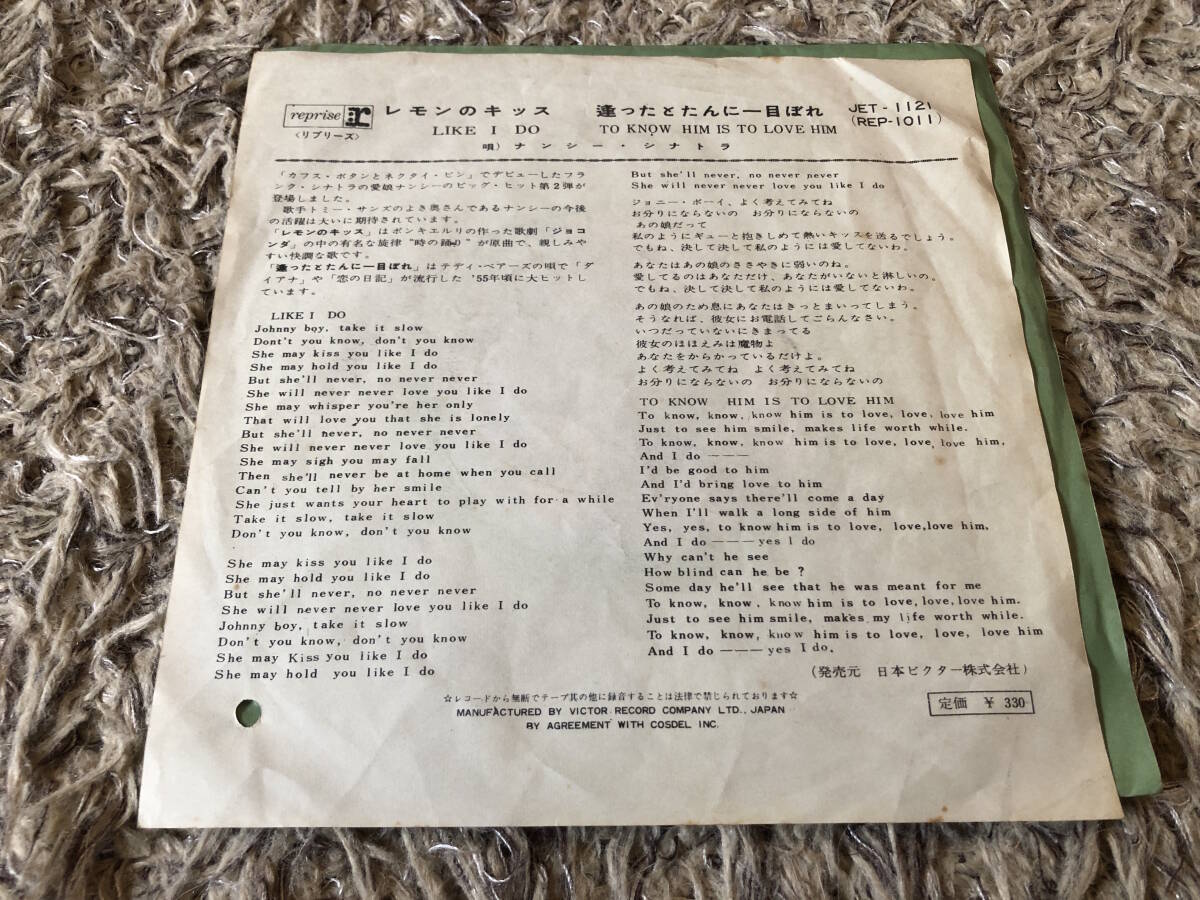 reprise r:
〈リプリーズ〉
レモンのキッス 逢ったとたんに一目ぼれ
LIKE I DO TO KNOW HIM IS TO LOVE HIM
唄) ナンシー・シナトラ
JET-1121
(REP-1011)
「カフス・ボタンとネクタイ・ピン」でデビューしたフラ
ンク・シナトラの愛娘ナンシーのビッグ・ヒット第2弾が
登場しました。
歌手トミー・サンズのよき奥さんであるナンシーの今後
の活躍は大いに期待されています。
「レモンのキッス」はポンキエルリの作った歌劇「ジョコ
ンダ」の中の有名な旋律“時の踊り”が原曲で、親しみや
すい快調な歌です。
「逢ったとたんに一目ぼれ」はテディ・ベアーズの唄で「ダ
イアナ」や「恋の日記」が流行した'55年頃に大ヒットし
ています。
LIKE I DO
Johnny boy, take it slow
Dont't you know, don't you know
She may kiss you like I do
She may hold you like I do
But she'll never, no never never
She will never never love you like I do
She may whisper you're her only
That will love you that she is lonely
But she'll never, no never never
She will never never love you like I do
She may sigh you may fall
Then she'll never be at home when you call
Can't you tell by her smile
She just wants your heart to play with for a while
Take it slow, take it slow
Don't you know, don't you know
She may kiss you like I do
She may hold you like I do
But she'll never, no never never
She will never never love you like I do
Johnny boy, take it slow
Don't you know, don't you know
She may Kiss you like I do.
She may hold you like I do
But she'll never, no never never
She will never never love you like I do
ジョニー・ボーイ、よく考えてみてね
お分りにならないの お分りにならないの
あの娘だって
私のようにギューと抱きしめて熱いキッスを送るでしょう。
でもね、決して決して私のようには愛してないわ。
あなたはあの娘のささやきに弱いのね。
愛してるのはあなただけ、あなたがいないと淋しいの。
でもね、決して決して私のようには愛してないわ。
あの娘のため息にあなたはきっとまいってしまう。
そうなれば、彼女にお電話してごらんなさい。
いつだっていないにきまってる
彼女のほほえみは魔物よ
あなたをからかっているだけよ。
よく考えてみてね よく考えてみてね
お分りにならないの お分りにならないの
TO KNOW HIM IS TO LOVE HIM
To know, know, know him is to love, love, love him
Just to see him smile, makes life worth while.
To know, know, know him is to love, love, love him,
And I do ———
I'd be good to him
And I'd bring love to him
Ev'ryone says there'll come a day
When I'll walk a long side of him
Yes, yes, to know him is to love, love,love him,
And I do ———yes I do
Why can't he see
How blind can he be ?
Some day he'll see that he was meant for me
To know, know, know him is to love,love,love him.
Just to see him smile, makes my life worth while.
To know, know, know him is to love, love, love him
And I do ———yes I do.
(発売元 日本ビクター株式会社)
☆レコードから無断でテープ其の他に録音することは法律で禁じられております☆
MANUFACTURED BY VICTOR RECORD COMPANY LTD., JAPAN
BY AGREEMENT WITH COSDEL INC.
定価 ¥ 330